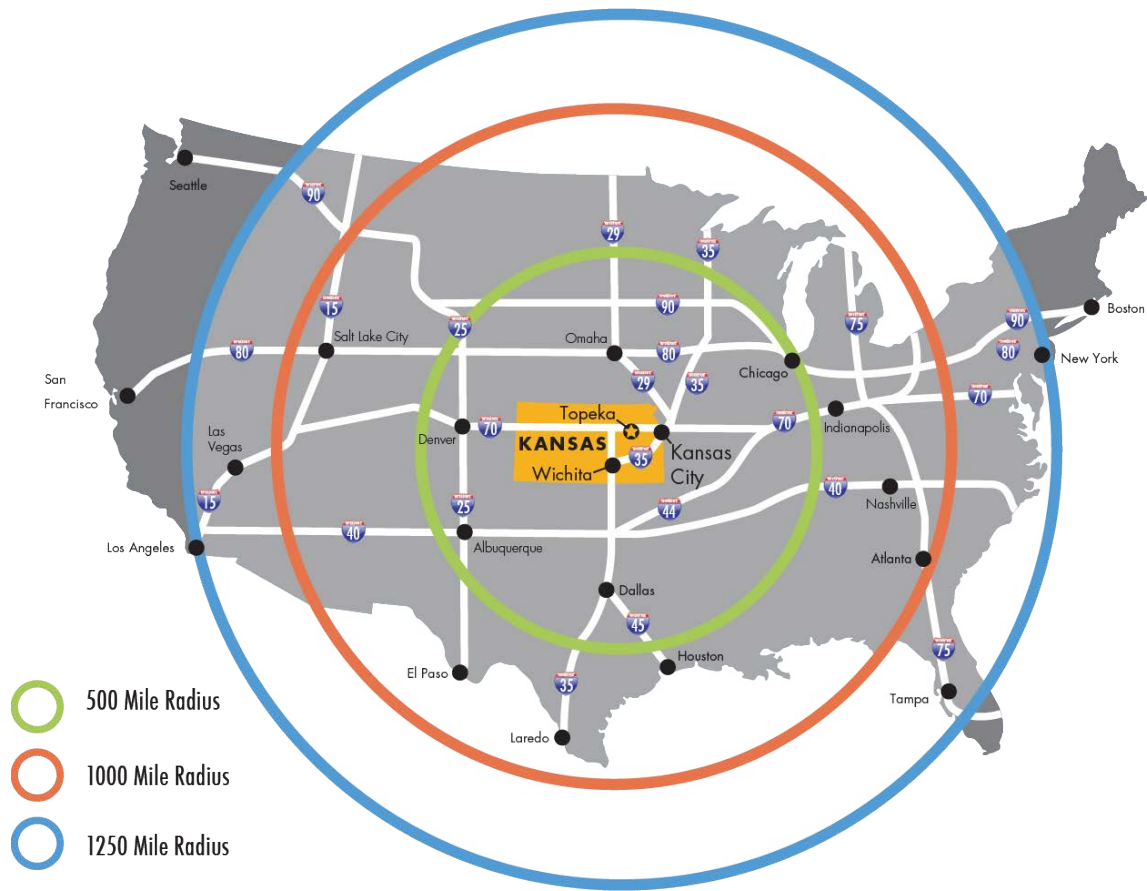 Seattle
90
29
35
15
25
90
75
90
Boston
Salt Lake City
Omaha
80
80
80
New York
Chicago
29
35
San
Francisco
70
Las
Vegas
Denver
70
Topeka
KANSAS
Kansas
City
70
Indianapolis
35
Wichita
15
25
44
40
Nashville
Los Angeles
40
Albuquerque
Atlanta
Dallas
45
Houston
75
El Paso
35
Tampa
Laredo
500 Mile Radius
1000 Mile Radius
1250 Mile Radius